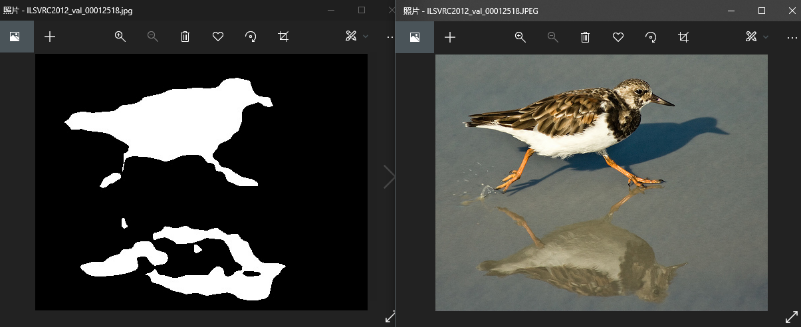 照片 - ILSVRC2012_val_00012518.jpg
照片 - ILSVRC2012_val_00012518.JPEG